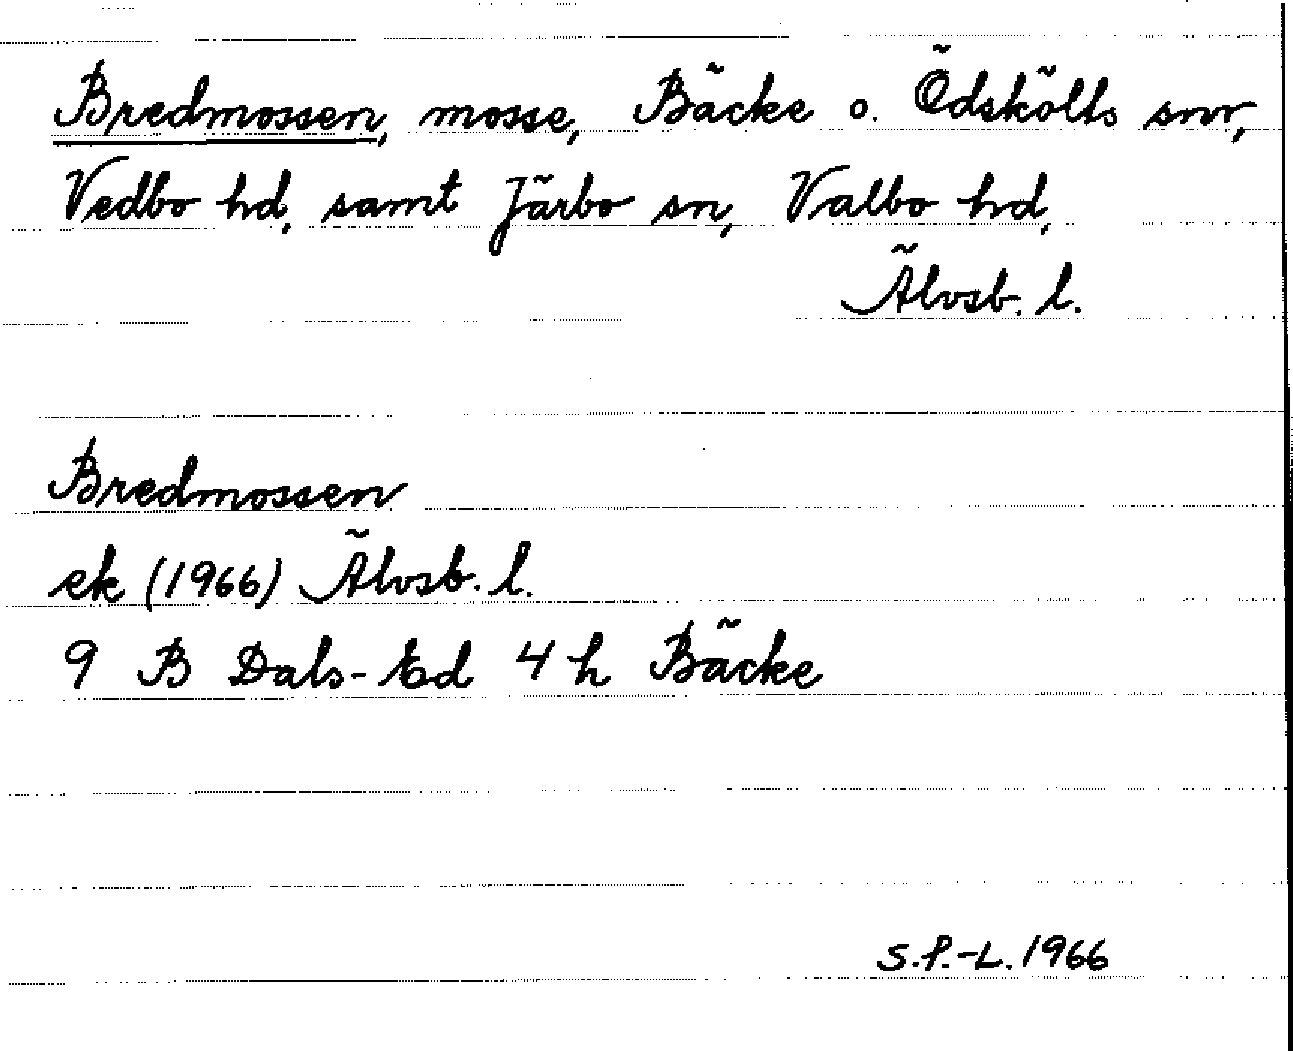 Bredmossen, mosse, Bäcke o. Ödskölts snr,
Vedbo hd, samt Järbo sn, Valbo hd,
Älvsb. l.
Bredmossen
ek (1966) Älvsb. l.
9 B Dals-Ed 4 h Bäcke
S.P.-L. 1966